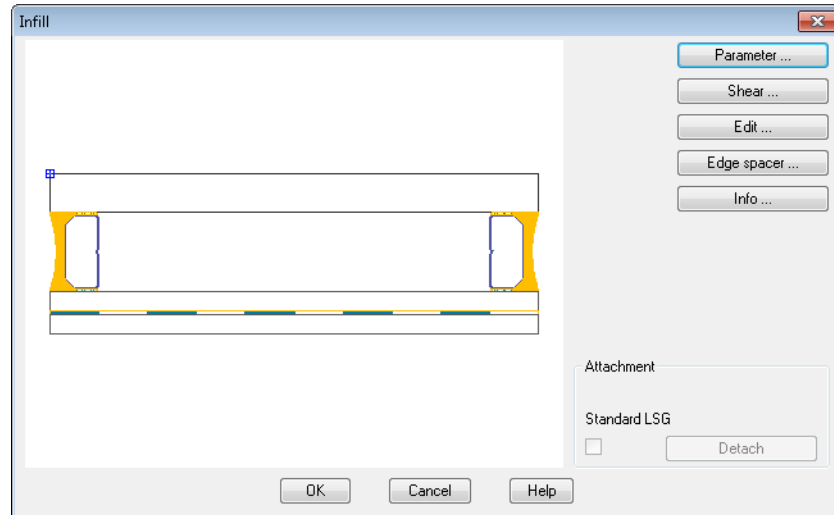 Infill
Parameter ...
Shear ...
Edit ...
Edge spacer ...
Info ...
Attachment
Standard LSG
Detach
OK
Cancel
Help